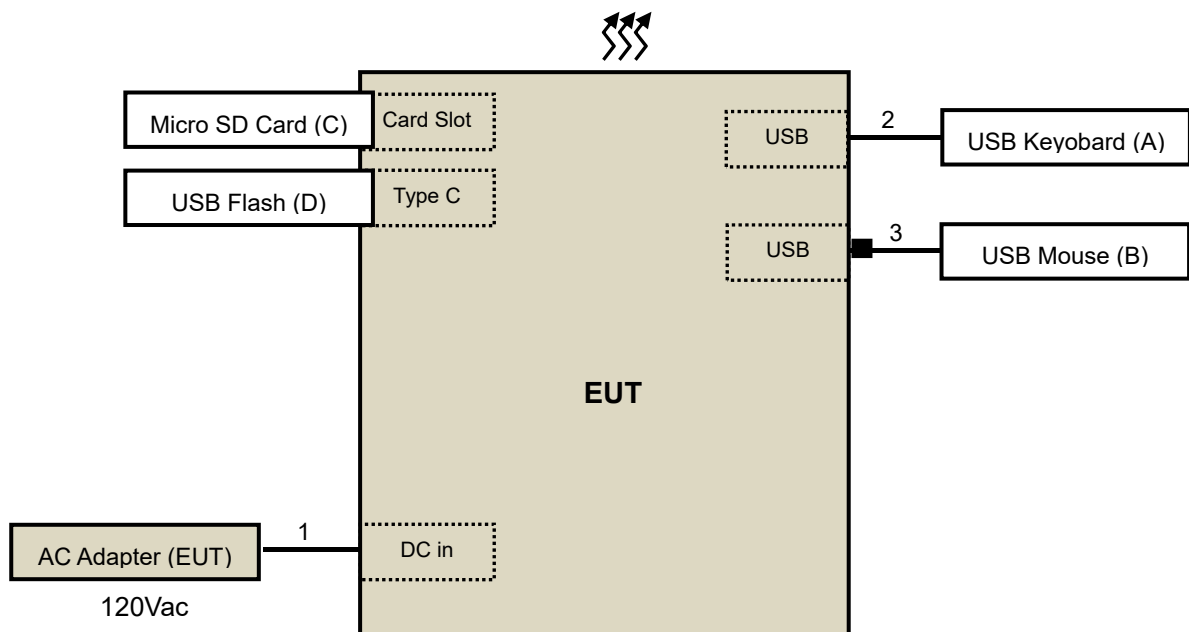 Micro SD Card (C)
Card Slot
USB
2
USB Keyobard (A)
USB Flash (D)
Type C
USB
3
USB Mouse (B)
EUT
AC Adapter (EUT)
1
DC in
120Vac